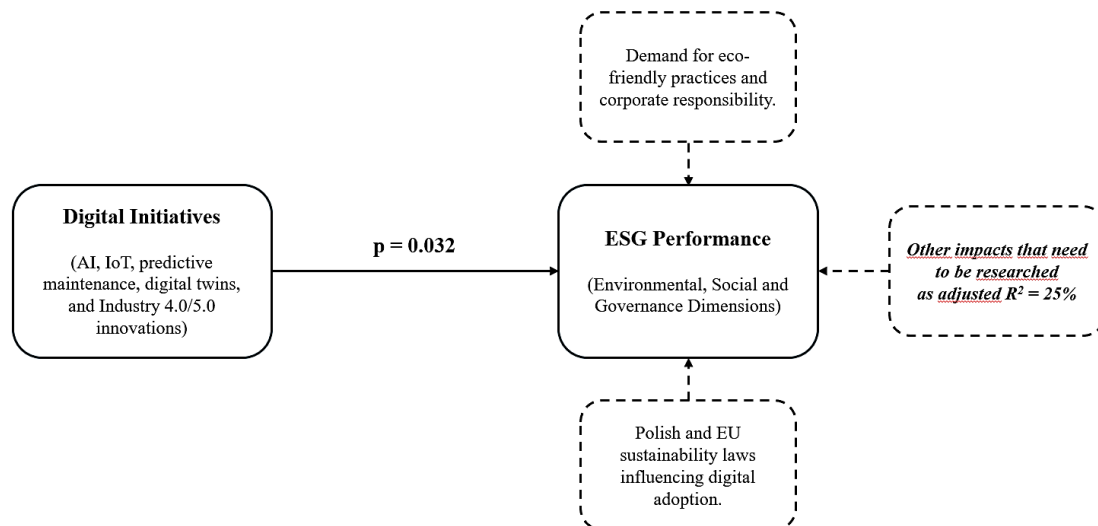 Demand for eco-
friendly practices and
corporate responsibility.
Digital Initiatives
(AI, IoT, predictive
maintenance, digital twins,
and Industry 4.0/5.0
innovations)
p = 0.032
ESG Performance
(Environmental, Social and
Governance Dimensions)
Other impacts that need
to be researched
as adjusted R² = 25%
Polish and EU
sustainability laws
influencing digital
adoption.